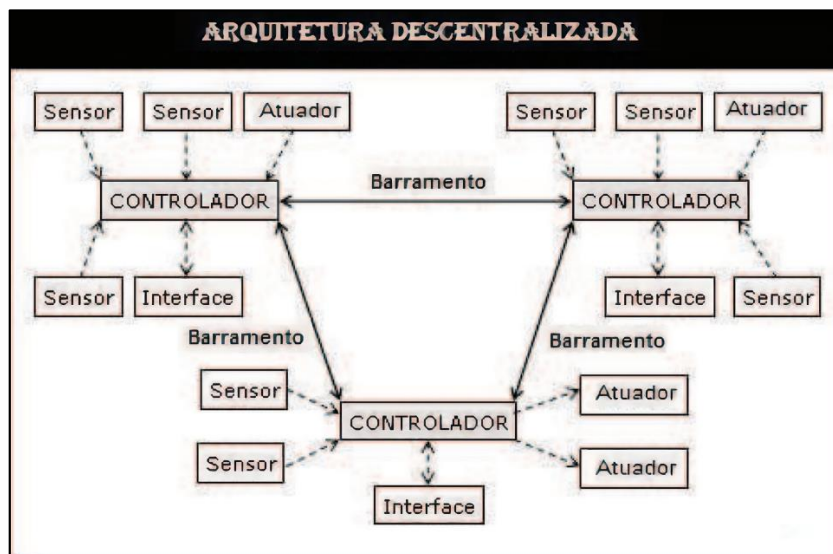 ARQUITETURA DESCENTRALIZADA
Sensor Sensor Atuador Sensor Sensor Atuador
Barramento
CONTROLADOR CONTROLADOR
Sensor Interface Interface Sensor
Barramento Barramento
Sensor Atuador
CONTROLADOR
Sensor Atuador
Interface